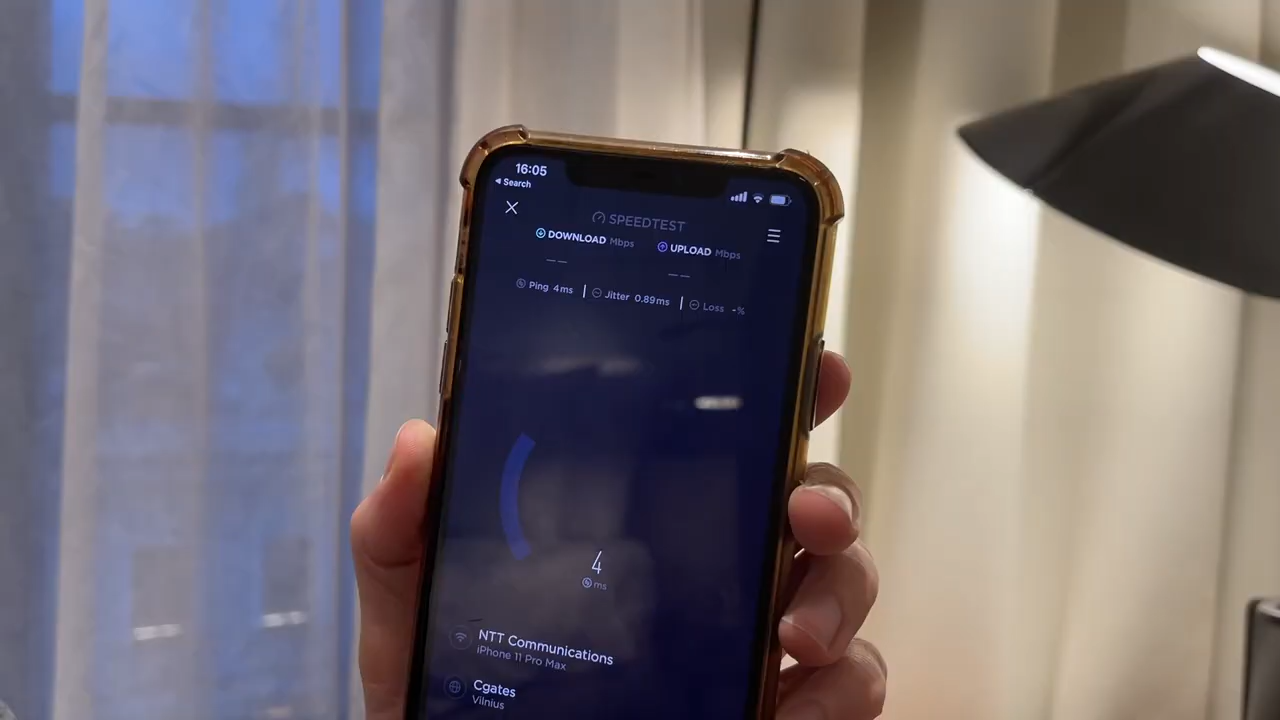 16:05
Search
SPEEDTEST
DOWNLOAD Mbps
UPLOAD Mbps
— —
— —
Ping 4ms
Jitter 0.89ms
Loss -%
4
ms
NTT Communications
iPhone 11 Pro Max
Cgates
Vilnius